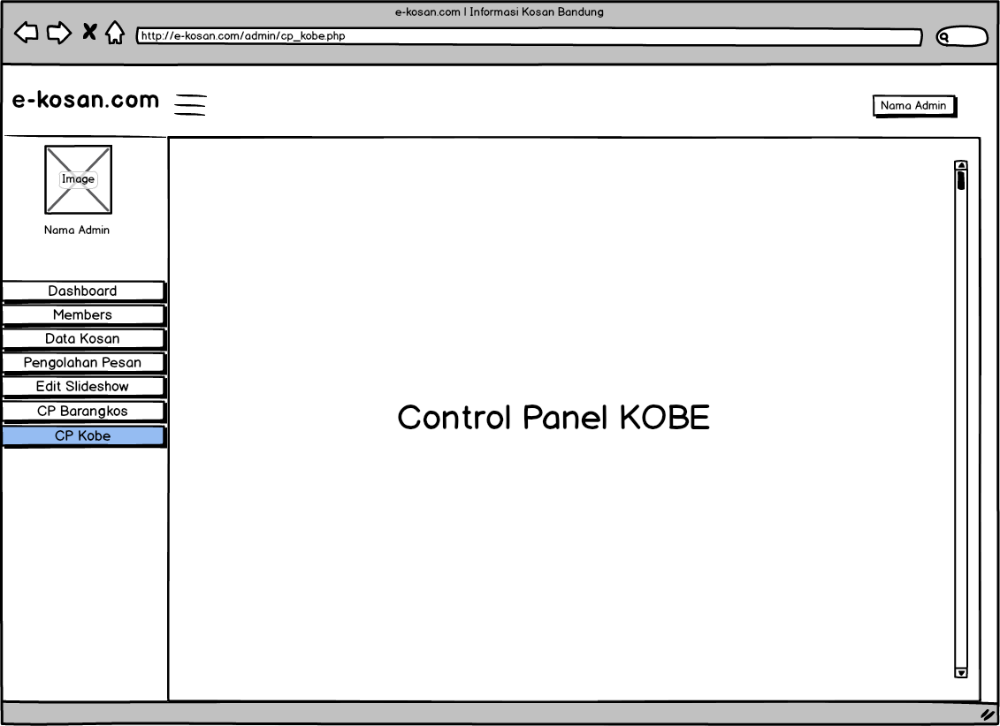 e-kosan.com | Informasi Kosan Bandung
http://e-kosan.com/admin/cp_kobe.php
e-kosan.com
Nama Admin
Image
Nama Admin
Dashboard
Members
Data Kosan
Pengolahan Pesan
Edit Slideshow
CP Barangkos
CP Kobe
Control Panel KOBE